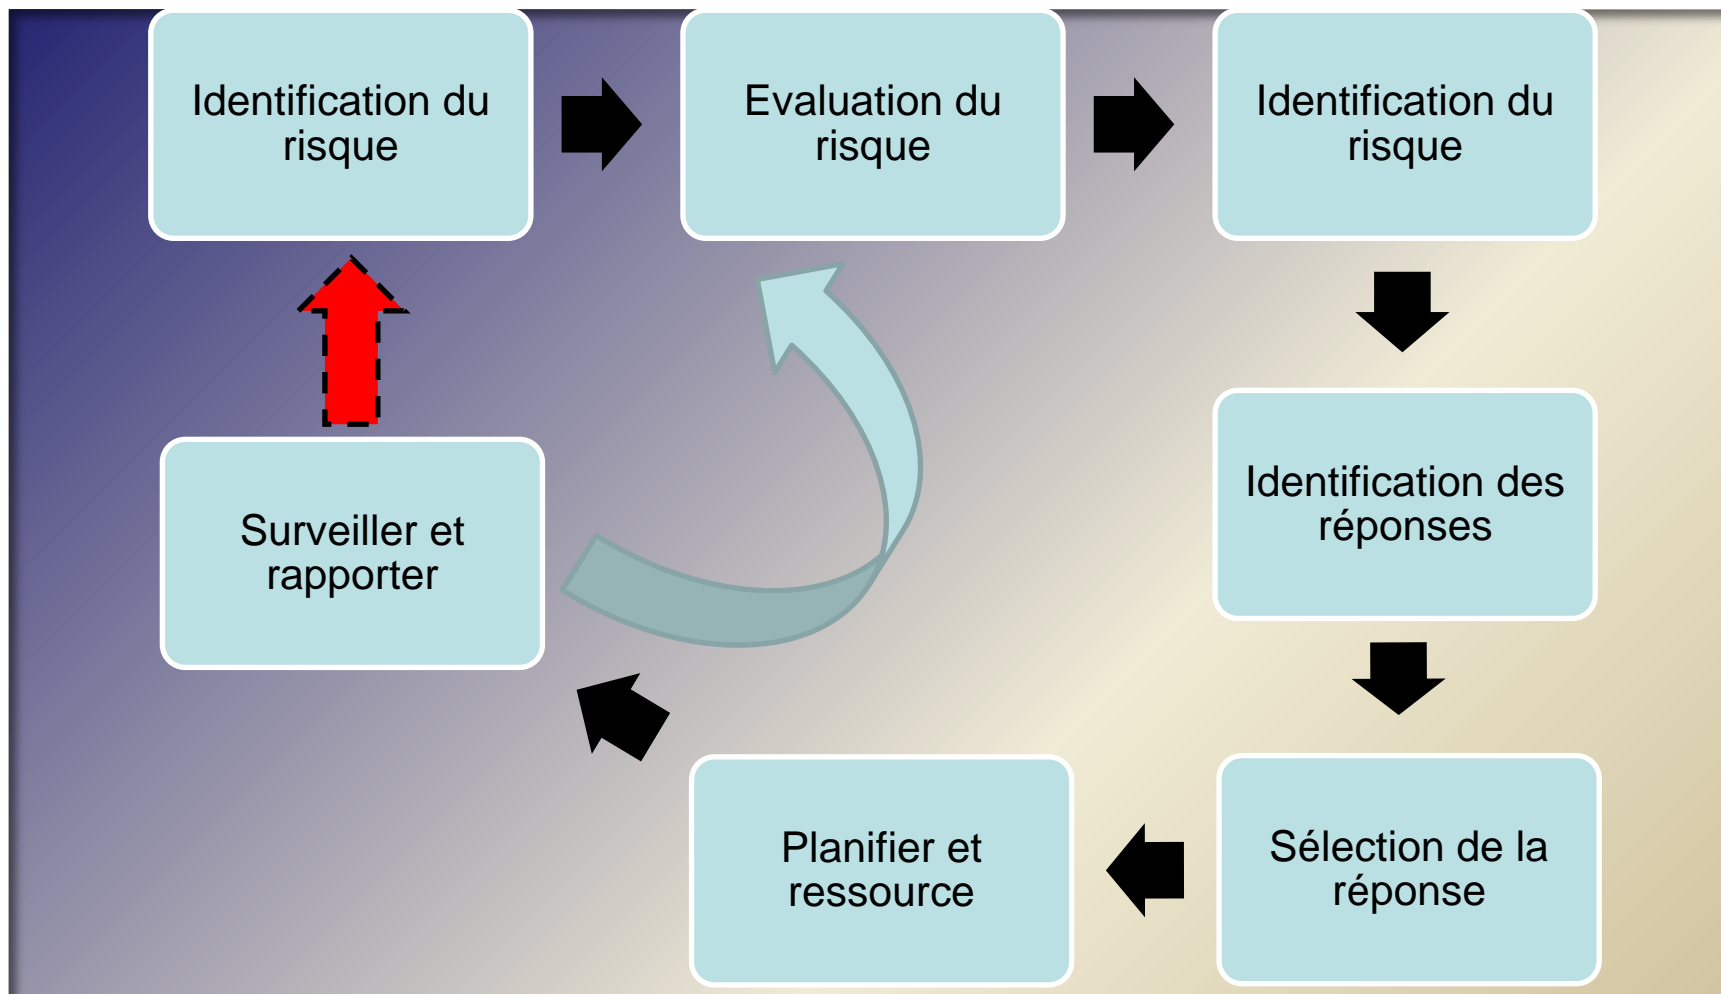 Identification du
risque
Evaluation du
risque
Identification du
risque
Identification des
réponses
Surveiller et
rapporter
Planifier et
ressource
Sélection de la
réponse